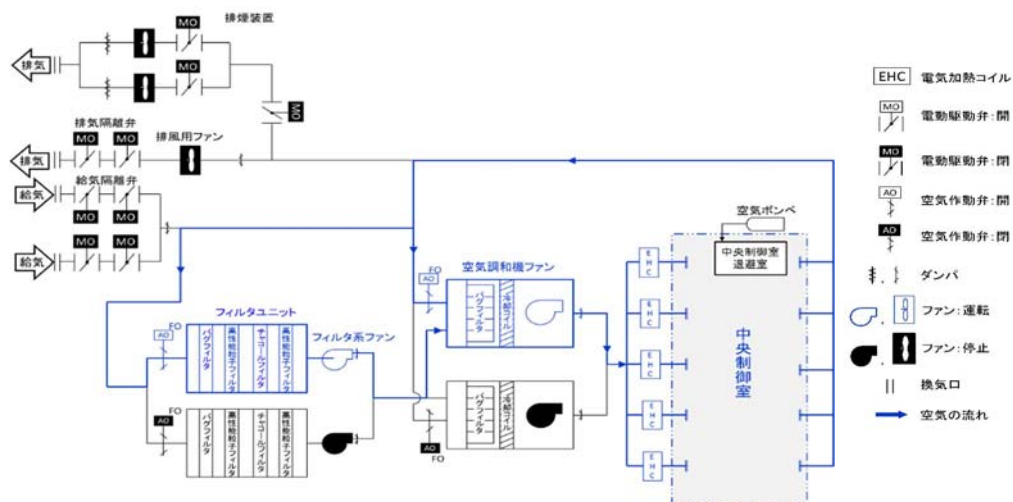 MO
排煙装置
排気
MO
MO
排気隔離弁
MO
MO
排風用ファン
排気
給気隔離弁
給気
MO
MO
MO
MO
給気
空気ボンベ
中央制御室
退避室
中央制御室
空気調和機ファン
FO
AO
バグフィルタ
冷却コイル
フィルタユニット
フィルタ系ファン
FO
AO
バグフィルタ
高性能粒子フィルタ
チャコールフィルタ
高性能粒子フィルタ
FO
AO
バグフィルタ
高性能粒子フィルタ
チャコールフィルタ
高性能粒子フィルタ
バグフィルタ
冷却コイル
AO
FO
EHC
EHC
EHC
EHC
EHC
EHC 電気加熱コイル
MO 電動駆動弁:開
MO 電動駆動弁:閉
AO 空気作動弁:開
AO 空気作動弁:閉
ダンパ
ファン:運転
ファン:停止
換気口
空気の流れ